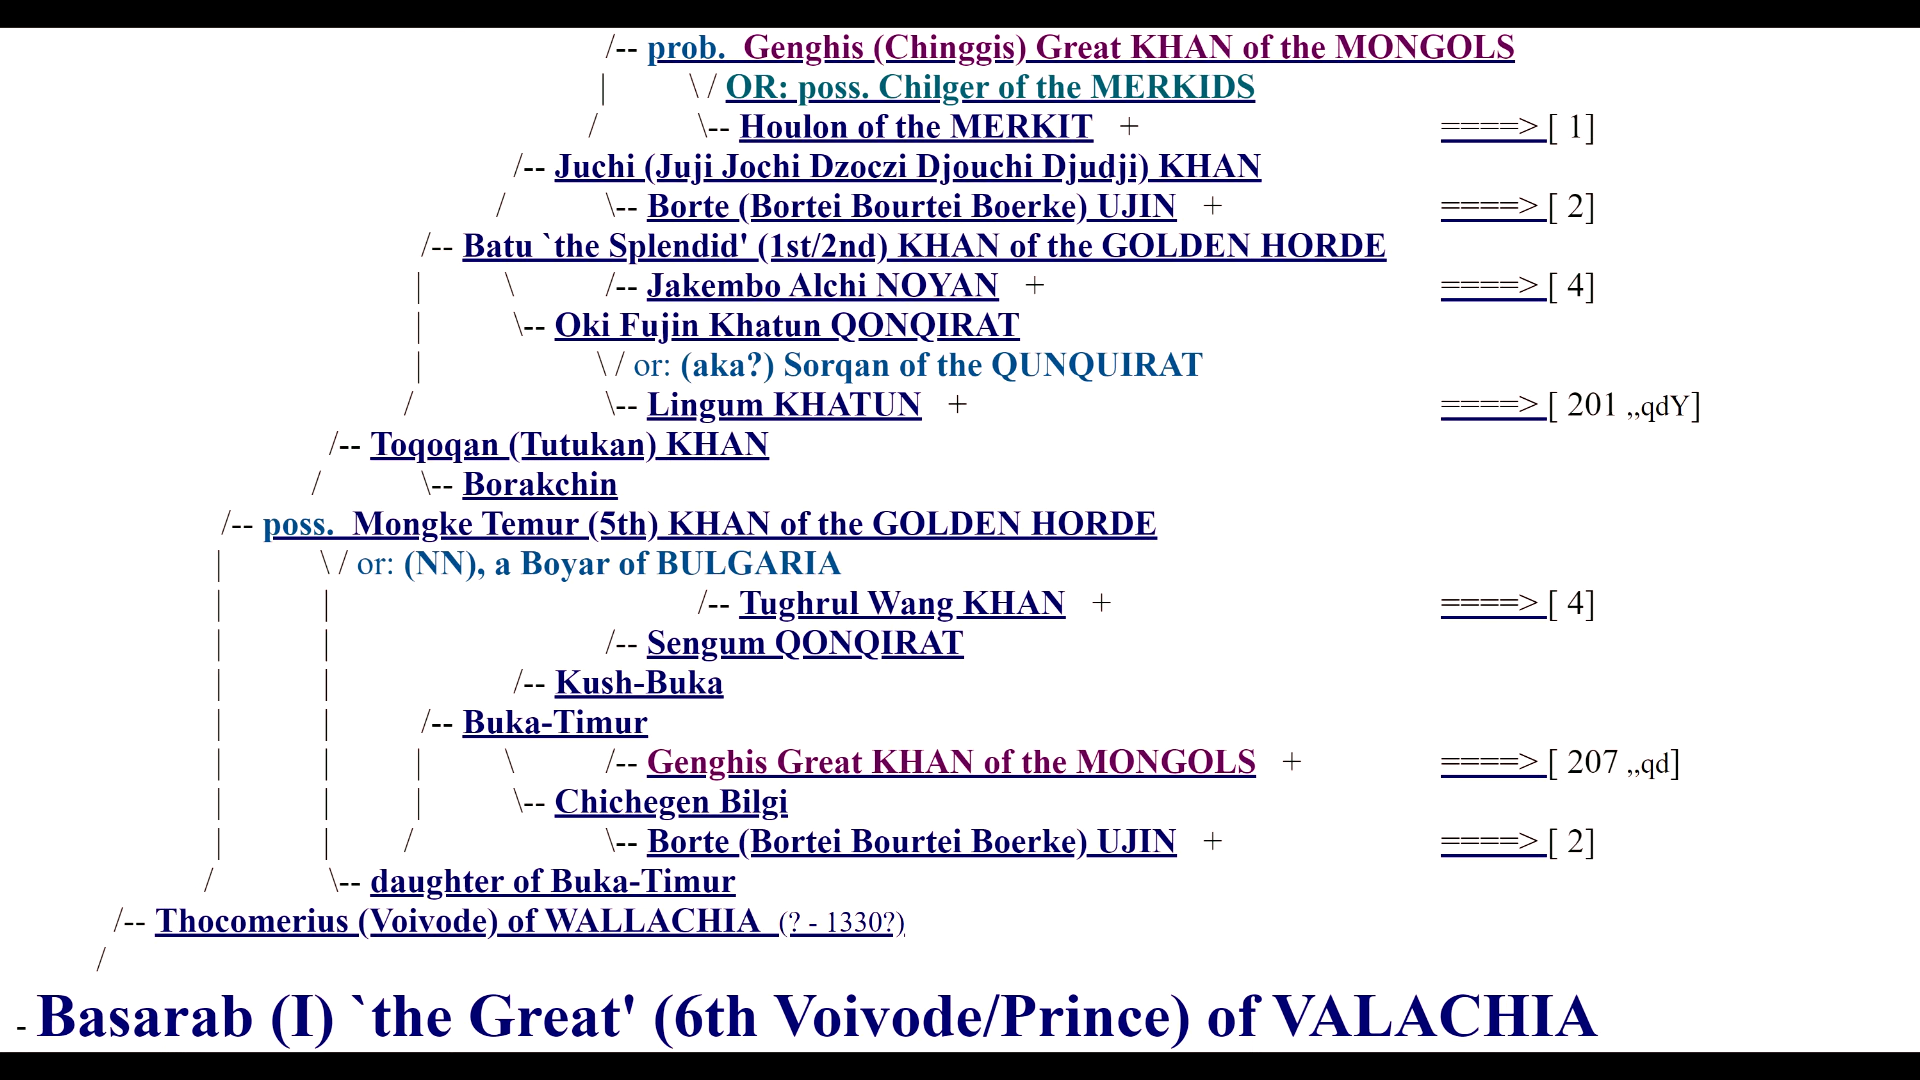 /-- prob. Genghis (Chinggis) Great KHAN of the MONGOLS
| \ / OR: poss. Chilger of the MERKIDS
/ \-- Houlon of the MERKIT + ====> [ 1]
/-- Juchi (Juji Jochi Dzoczi Djouchi Djudji) KHAN
/ \-- Borte (Bortei Bourtei Boerke) UJIN + ====> [ 2]
/-- Batu `the Splendid' (1st/2nd) KHAN of the GOLDEN HORDE
| \ /-- Jakembo Alchi NOYAN + ====> [ 4]
| \-- Oki Fujin Khatun QONQIRAT
| \ / or: (aka?) Sorqan of the QUNQUIRAT
/ \-- Lingum KHATUN + ====> [ 201 ,,qdY]
/-- Toqoqan (Tutukan) KHAN
/ \-- Borakchin
/-- poss. Mongke Temur (5th) KHAN of the GOLDEN HORDE
| \ / or: (NN), a Boyar of BULGARIA
| | /-- Tughrul Wang KHAN + ====> [ 4]
| | /-- Sengum QONQIRAT
| | /-- Kush-Buka
| | /-- Buka-Timur
| | | \ /-- Genghis Great KHAN of the MONGOLS + ====> [ 207 ,,qd]
| | | \-- Chichegen Bilgi
| | / \-- Borte (Bortei Bourtei Boerke) UJIN + ====> [ 2]
/ \-- daughter of Buka-Timur
/-- Thocomerius (Voivode) of WALLACHIA (? - 1330?)
/
- Basarab (I) `the Great' (6th Voivode/Prince) of VALACHIA